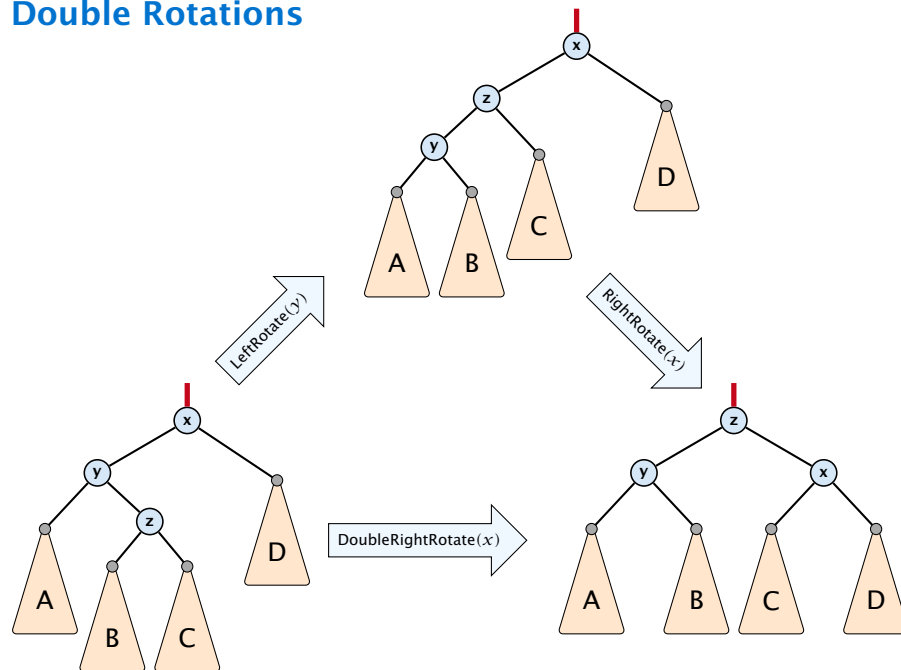 Double Rotations
x
z
y
D
C
A
B
LeftRotate(y)
RightRotate(x)
x
y
z
D
A
B
C
DoubleRightRotate(x)
z
y
x
A
B
C
D